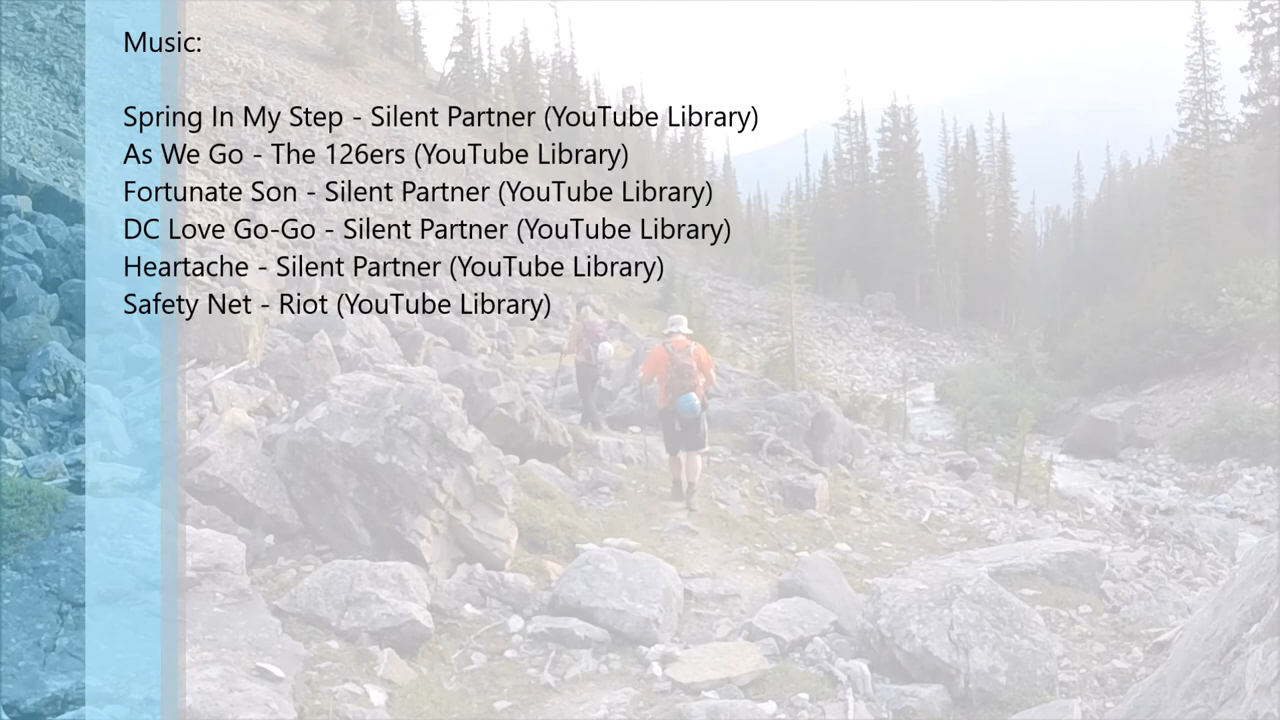 Music:
Spring In My Step - Silent Partner (YouTube Library)
As We Go - The 126ers (YouTube Library)
Fortunate Son - Silent Partner (YouTube Library)
DC Love Go-Go - Silent Partner (YouTube Library)
Heartache - Silent Partner (YouTube Library)
Safety Net - Riot (YouTube Library)